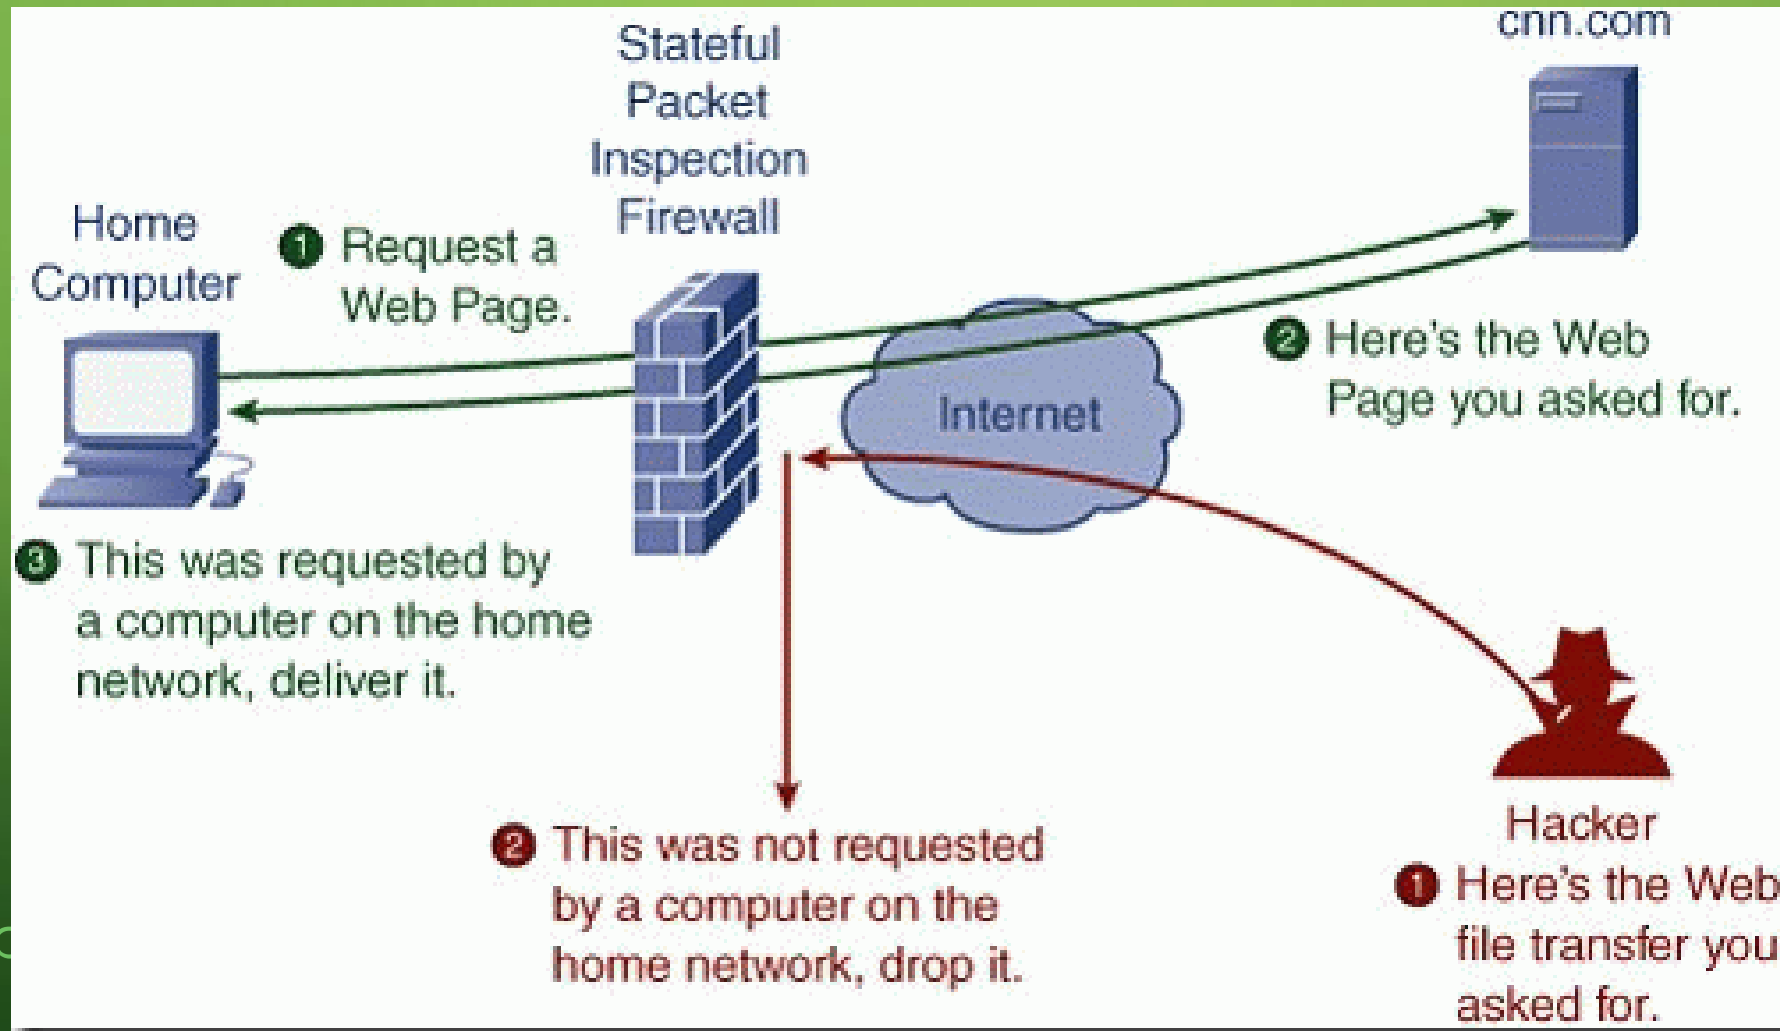 cnn.com
Stateful
Packet
Inspection
Firewall
Home
Computer
1 Request a
Web Page.
2 Here's the Web
Page you asked for.
Internet
3 This was requested by
a computer on the home
network, deliver it.
Hacker
2 This was not requested
by a computer on the
home network, drop it.
1 Here's the Web
file transfer you
asked for.